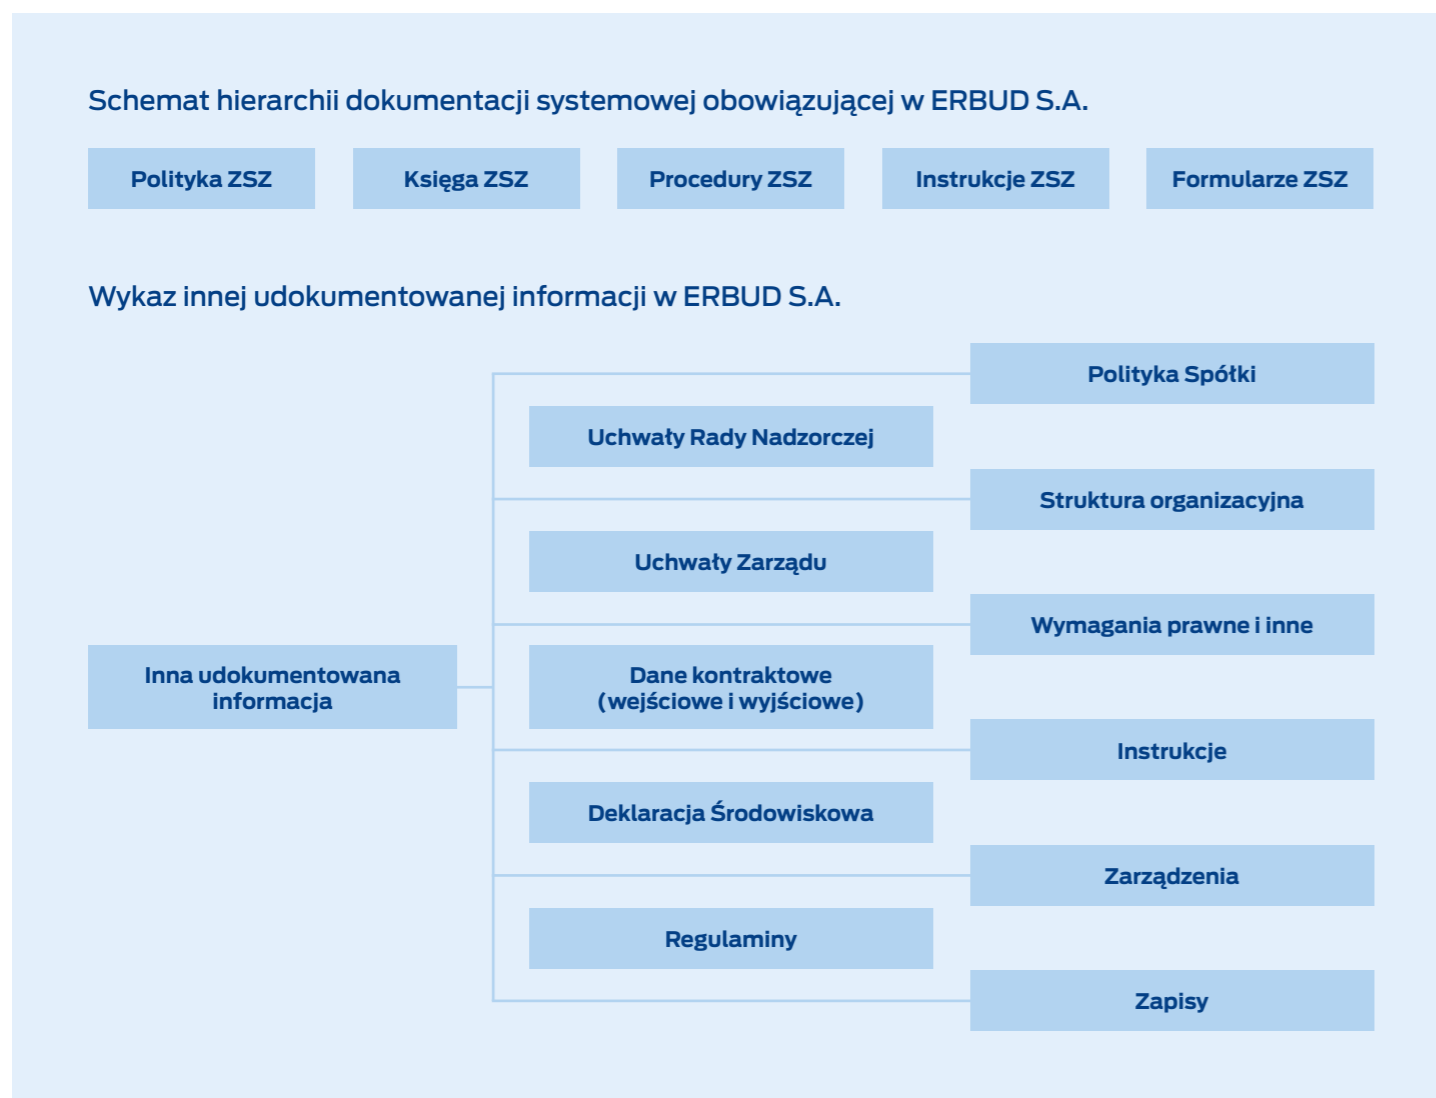 Schemat hierarchii dokumentacji systemowej obowiązującej w ERBUD S.A.
Polityka ZSZ
Księga ZSZ
Procedury ZSZ
Instrukcje ZSZ
Formularze ZSZ
Wykaz innej udokumentowanej informacji w ERBUD S.A.
Inna udokumentowana
informacja
Polityka Spółki
Uchwały Rady Nadzorczej
Struktura organizacyjna
Uchwały Zarządu
Wymagania prawne i inne
Dane kontraktowe
(wejściowe i wyjściowe)
Instrukcje
Deklaracja Środowiskowa
Zarządzenia
Regulaminy
Zapisy